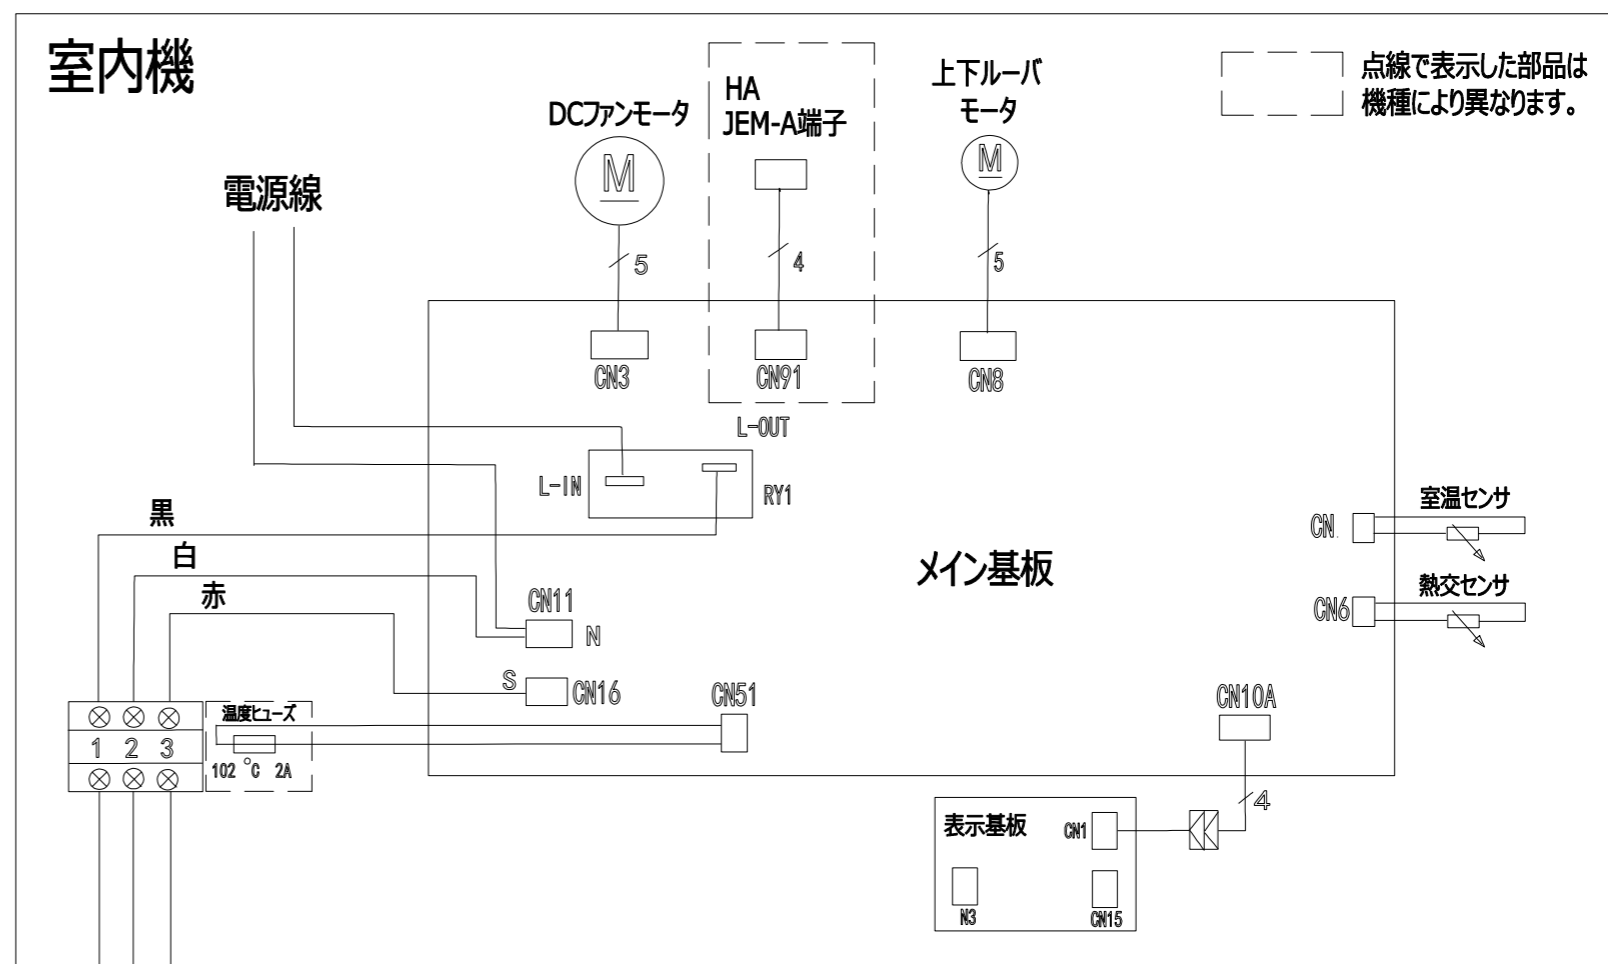 室内機
点線で表示した部品は
機種により異なります。
電源線
DCファンモータ
M
5
CN3
HA
JEM-A端子
4
CN91
上下ルーバ
モータ
M
5
CN8
L-OUT
L-IN
RY1
黒
白
赤
CN11
N
S
CN16
CN51
メイン基板
CN
室温センサ
CN6
熱交センサ
CN10A
4
1 2 3
温度ヒューズ
102 °C 2A
表示基板
CN1
N3
CN15